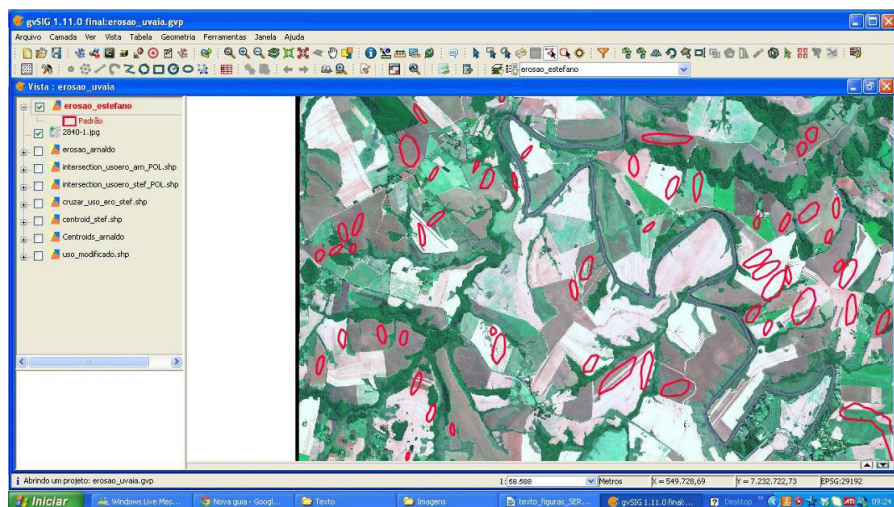 gvSIG 1.11.0 final:erosao_uvaia.gvp
Arquivo Camada Ver Vista Tabela Geometria Ferramentas Janela Ajuda
erosao_estefano
Vista : erosao_uvaia
erosao_estefano
Padrão
2840-1.jpg
erosao_arnaldo
intersection_usoero_arn_POL.shp
intersection_usoero_stef_POL.shp
cruzar_uso_ero_stef.shp
centroid_stef.shp
Centroids_arnaldo
uso_modificado.shp
Abrindo um projeto: erosao_uvaia.gvp 1: 58.588 Metros X = 549.728,69 Y = 7.232.722,73 EPSG:29192
Iniciar Windows Live Mes... Nova guia - Googl... Texto Imagens texto_figuras_SER... gvSIG 1.11.0 final:... Desktop 09:24